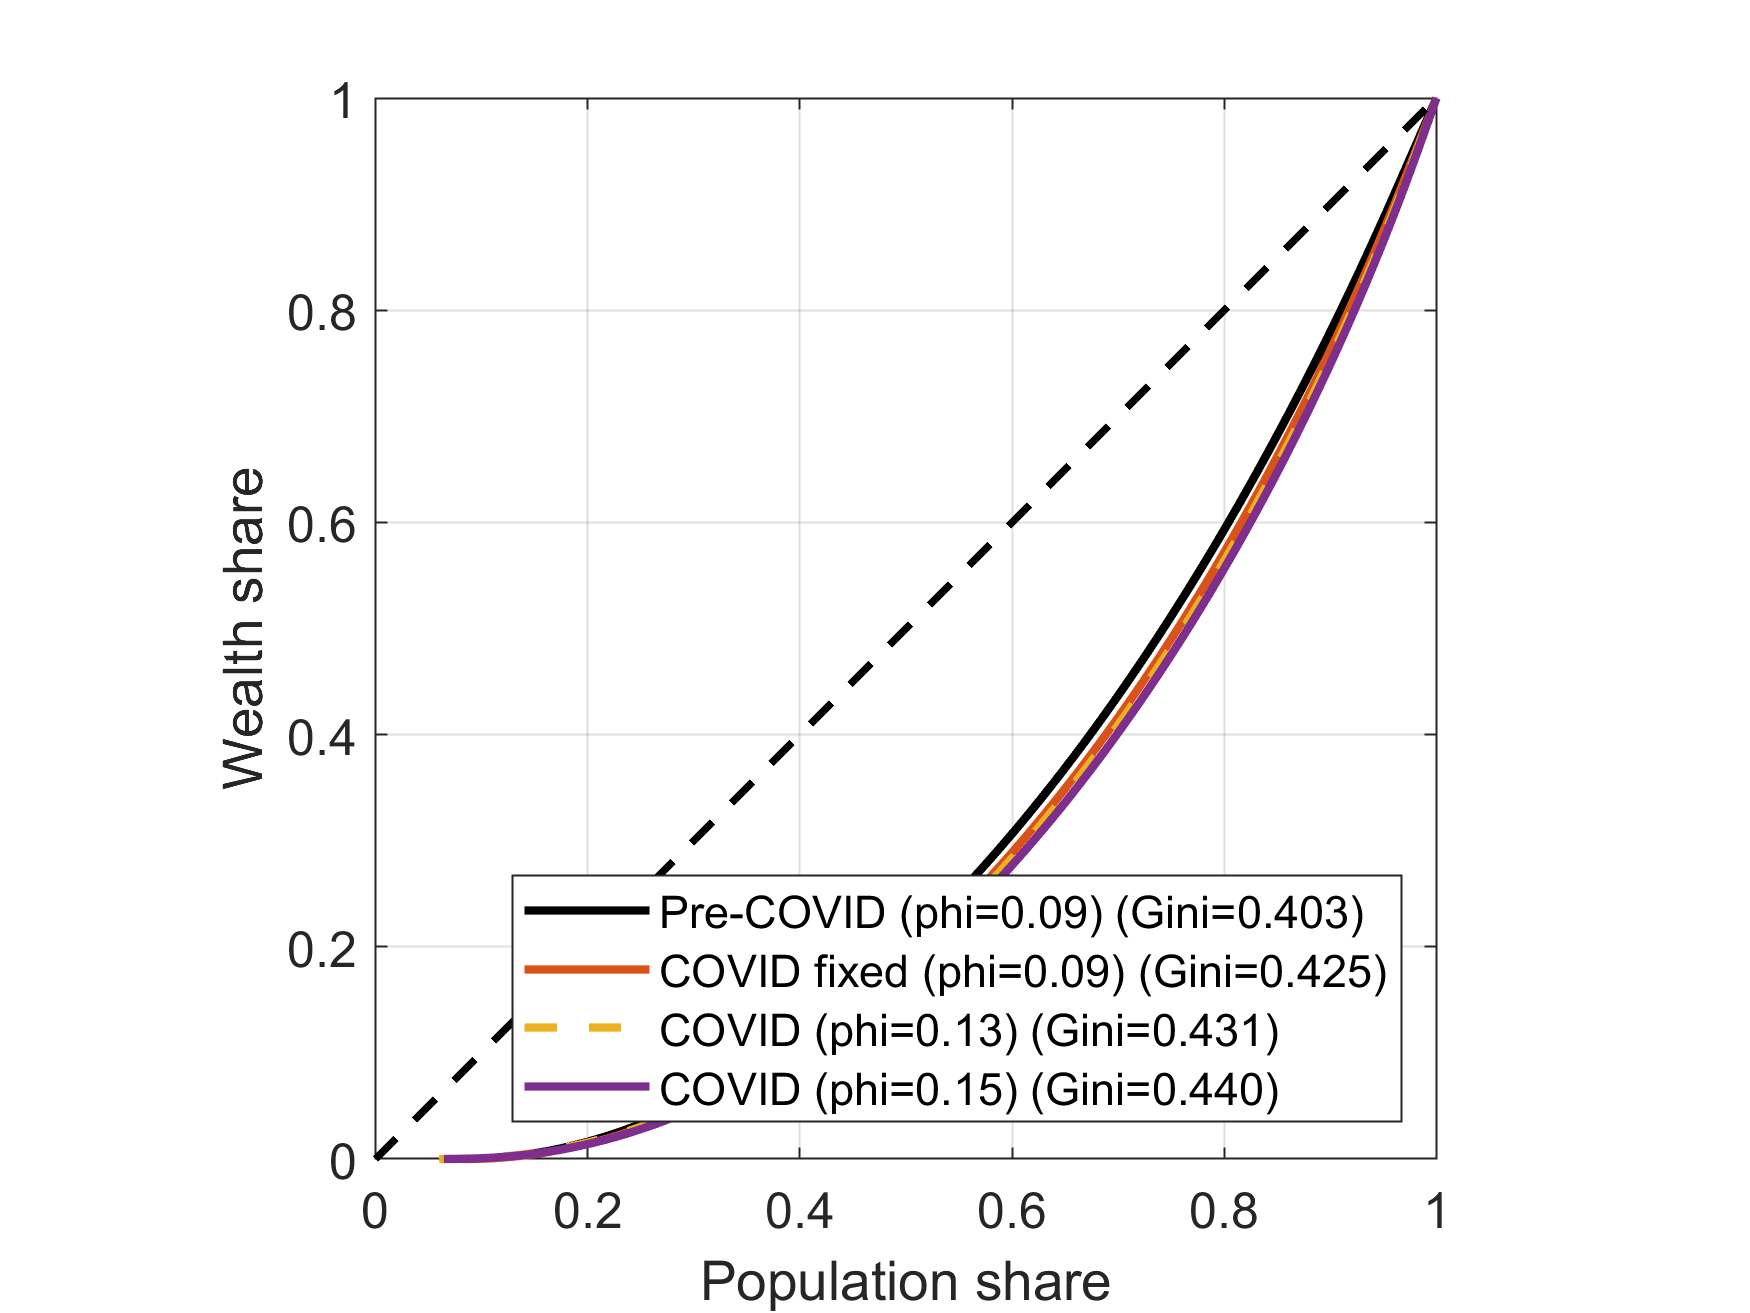 1
0.8
0.6
0.4
0.2
0
Wealth share
Pre-COVID (phi=0.09) (Gini=0.403)
COVID fixed (phi=0.09) (Gini=0.425)
COVID (phi=0.13) (Gini=0.431)
COVID (phi=0.15) (Gini=0.440)
0 0.2 0.4 0.6 0.8 1
Population share